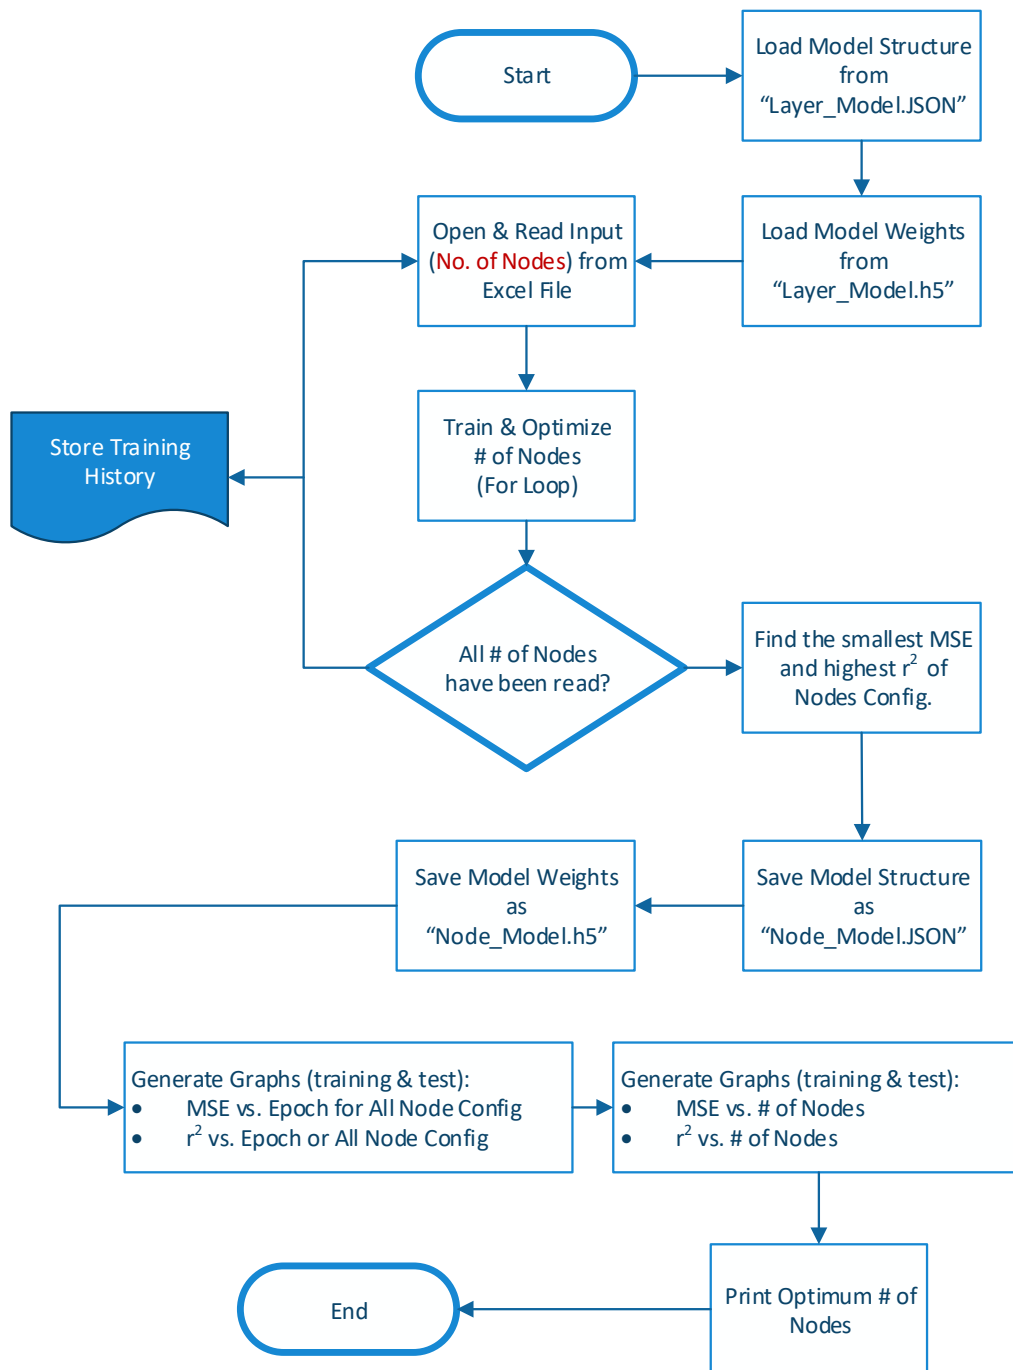 Start
Load Model Structure
from
“Layer_Model.JSON”
Load Model Weights
from
“Layer_Model.h5”
Open & Read Input
(No. of Nodes) from
Excel File
Train & Optimize
# of Nodes
(For Loop)
Store Training
History
All # of Nodes
have been read?
Find the smallest MSE
and highest r² of
Nodes Config.
Save Model Structure
as
“Node_Model.JSON”
Save Model Weights
as
“Node_Model.h5”
Generate Graphs (training & test):
• MSE vs. Epoch for All Node Config
• r² vs. Epoch or All Node Config
Generate Graphs (training & test):
• MSE vs. # of Nodes
• r² vs. # of Nodes
Print Optimum # of
Nodes
End